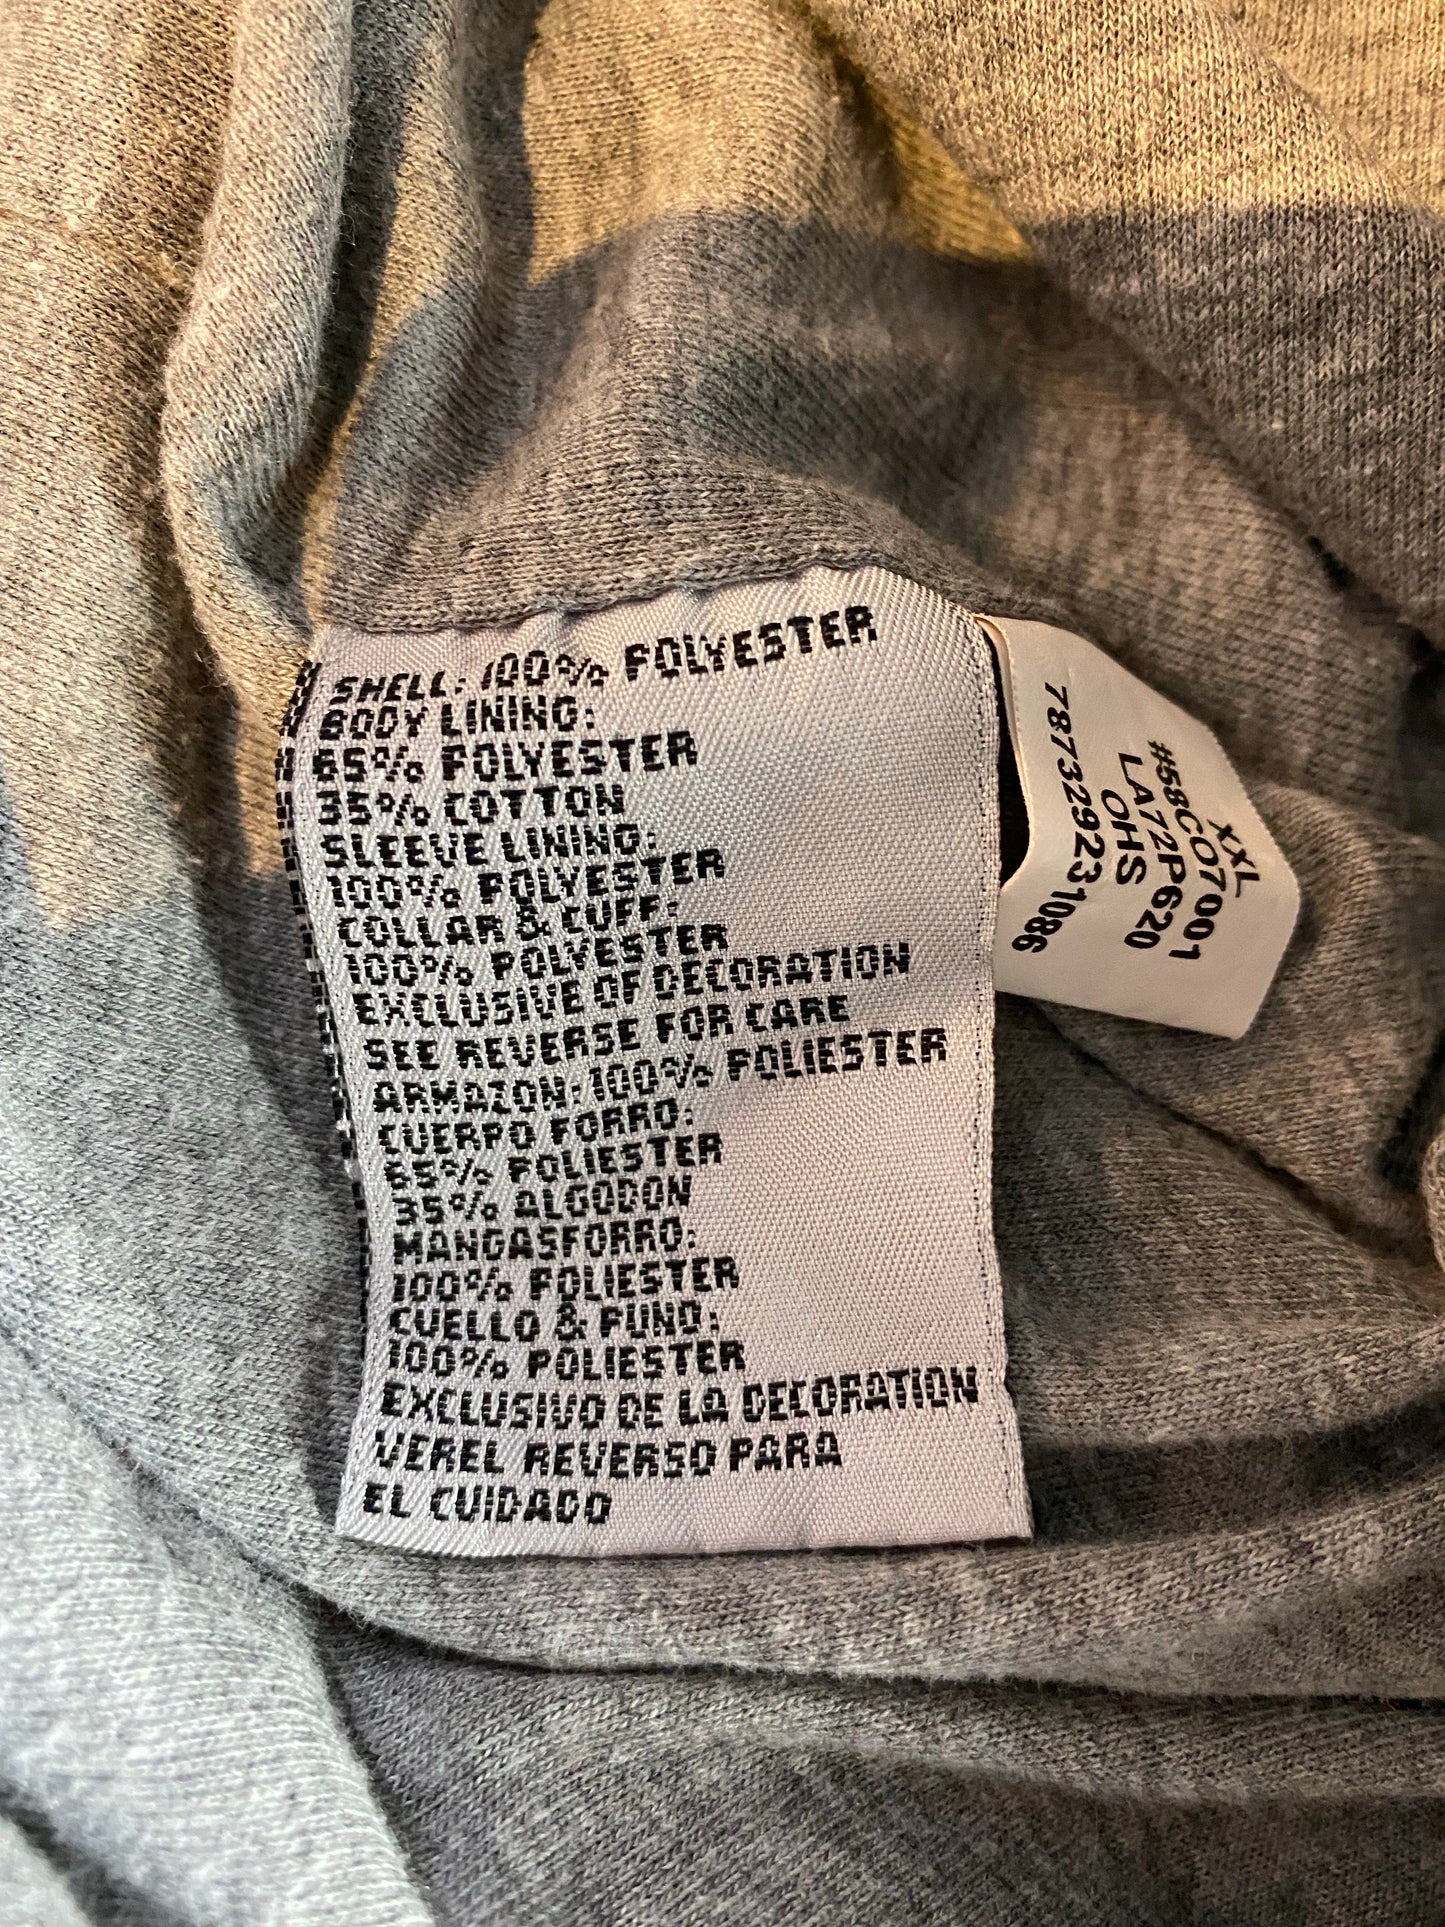 SHELL: 100% POLYESTER
BODY LINING:
65% POLYESTER
35% COTTON
SLEEVE LINING:
100% POLYESTER
COLLAR & CUFF:
100% POLYESTER
EXCLUSIVE OF DECORATION
SEE REVERSE FOR CARE
ARMAZON: 100% POLIESTER
CUERPO FORRO:
65% POLIESTER
35% ALGODON
MANGASFORRO:
100% POLIESTER
CUELLO & PUNO:
100% POLIESTER
EXCLUSIVO DE LA DECORATION
VEREL REVERSO PARA
EL CUIDADO
XXL
#58CO7001
LA72P620
OHS
787329231086